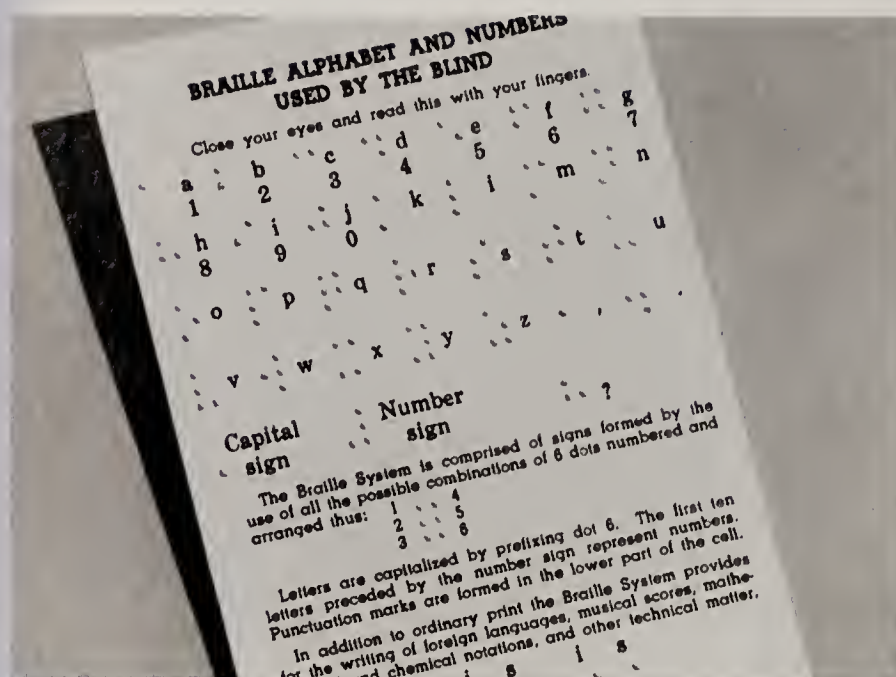 BRAILLE ALPHABET AND NUMBERS
USED BY THE BLIND
Close your eyes and read this with your fingers.
a b c d e f g
1 2 3 4 5 6 7
h i j k l m n
8 9 0
o p q r s t u
v w x y z , .
Capital Number ?
sign sign
The Braille System is comprised of signs formed by the
use of all the possible combinations of 6 dots numbered and
arranged thus: 1 4
2 5
3 6
Letters are capitalized by prefixing dot 6. The first ten
letters preceded by the number sign represent numbers.
Punctuation marks are formed in the lower part of the cell.
In addition to ordinary print the Braille System provides
for the writing of foreign languages, musical scores, mathe-
and chemical notations, and other technical matter.
i s i s